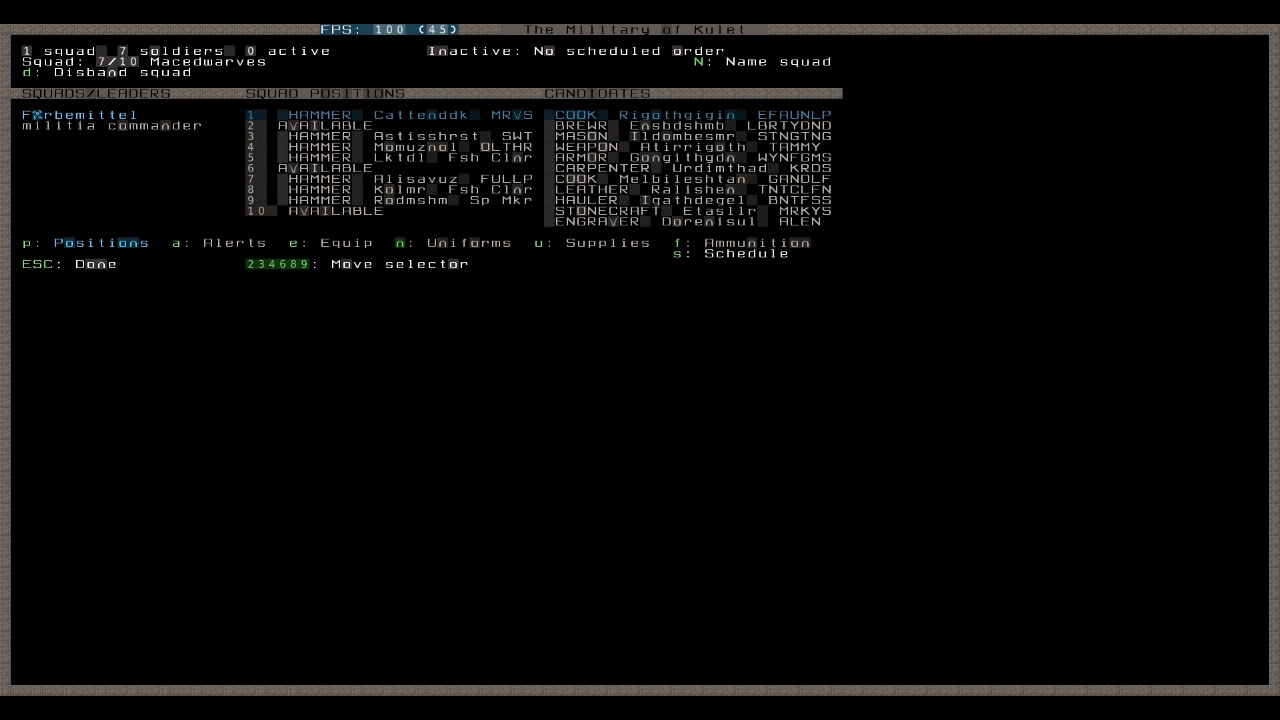 FPS: 100 (45) The Military of Kulet
1 squad 7 soldiers 0 active Inactive: No scheduled order
Squad: 7/10 Macedwarves N: Name squad
d: Disband squad
SQUADS/LEADERS SQUAD POSITIONS CANDIDATES
1 HAMMER Cattenddk MRVS COOK Rigothgigin EFAUNLP
militia commander 2 AVAILABLE BREWR Ensbdshmb LBRTYDND
3 HAMMER Astisshrst SWT MASON Ildombesmr STNGTNG
4 HAMMER Momuznol OLTHR WEAPON Atirrigoth TAMMY
5 HAMMER Lktdl Fsh Clnr ARMOR Gongithgdn WYNFGMS
6 AVAILABLE CARPENTER Urdimthad KRDS
7 HAMMER Alisavuz FULLP COOK Melbileshtan GANDLF
8 HAMMER Kolmr Fsh Clnr LEATHER Ralishen TNTCLFN
9 HAMMER Rodmshm Sp Mkr HAULER Igathdegel BNTFSS
10 AVAILABLE STONECRAFT Etasllr MRKYS
ENGRAVER Dorenisul ALEN
p: Positions a: Alerts e: Equip n: Uniforms u: Supplies f: Ammunition
s: Schedule
ESC: Done 234689: Move selector